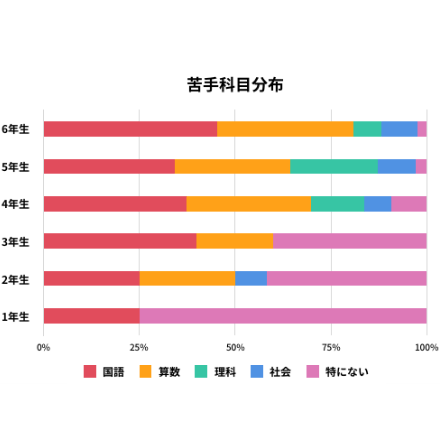 苦手科目分布
6年生
5年生
4年生
3年生
2年生
1年生
0% 25% 50% 75% 100%
国語 算数 理科 社会 特にない